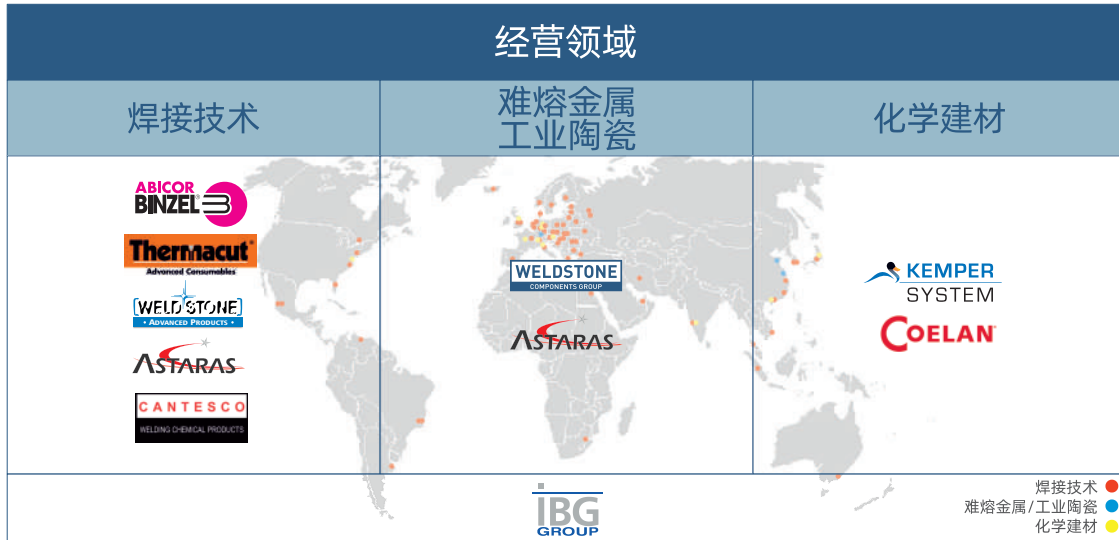 经营领域
焊接技术
难熔金属
工业陶瓷
化学建材
ABICOR
BINZEL®
Thermacut®
Advanced Consumables
WELDSTONE
• ADVANCED PRODUCTS •
ASTARAS
CANTESCO
WELDING CHEMICAL PRODUCTS
WELDSTONE
COMPONENTS GROUP
ASTARAS
KEMPER
SYSTEM
COELAN
iBG
GROUP
焊接技术
难熔金属/工业陶瓷
化学建材